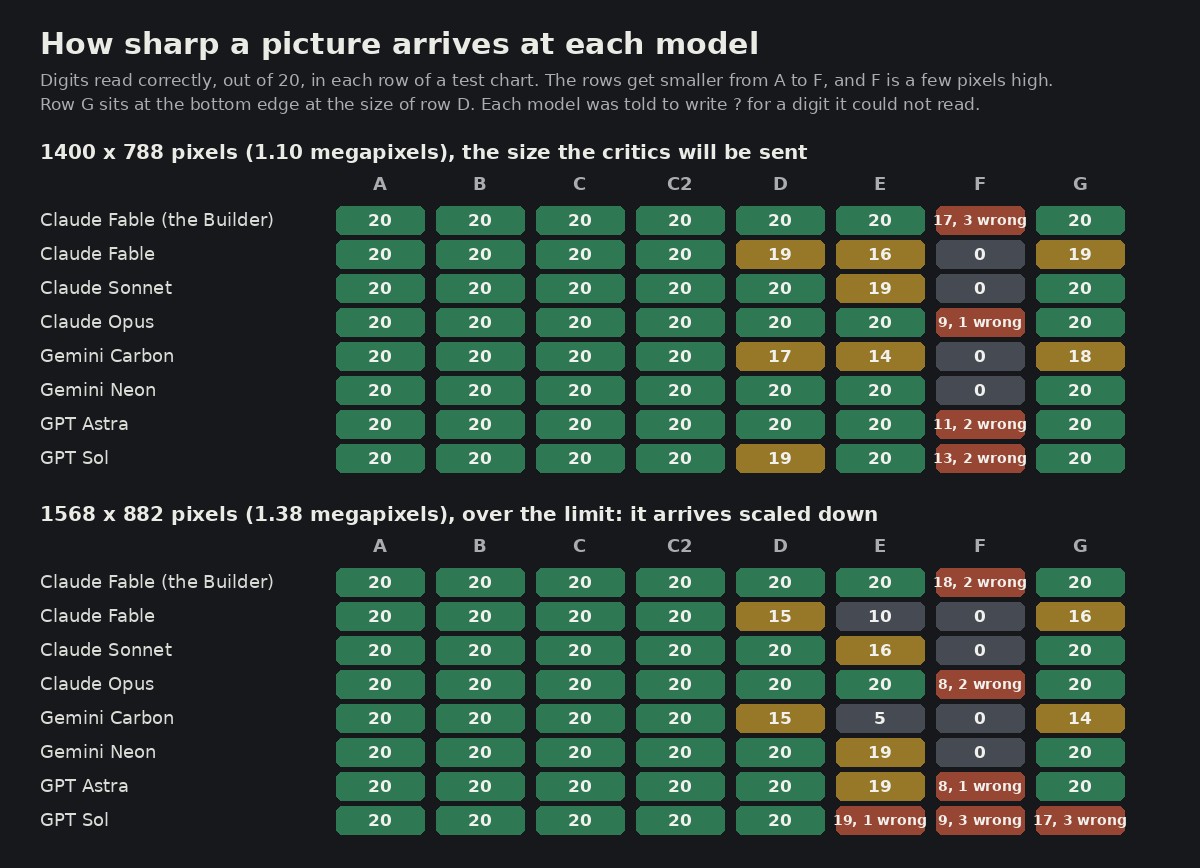 How sharp a picture arrives at each model
Digits read correctly, out of 20, in each row of a test chart. The rows get smaller from A to F, and F is a few pixels high.
Row G sits at the bottom edge at the size of row D. Each model was told to write ? for a digit it could not read.
1400 x 788 pixels (1.10 megapixels), the size the critics will be sent
A B C C2 D E F G
Claude Fable (the Builder) 20 20 20 20 20 20 17, 3 wrong 20
Claude Fable 20 20 20 20 19 16 0 19
Claude Sonnet 20 20 20 20 20 19 0 20
Claude Opus 20 20 20 20 20 20 9, 1 wrong 20
Gemini Carbon 20 20 20 20 17 14 0 18
Gemini Neon 20 20 20 20 20 20 0 20
GPT Astra 20 20 20 20 20 20 11, 2 wrong 20
GPT Sol 20 20 20 20 19 20 13, 2 wrong 20
1568 x 882 pixels (1.38 megapixels), over the limit: it arrives scaled down
A B C C2 D E F G
Claude Fable (the Builder) 20 20 20 20 20 20 18, 2 wrong 20
Claude Fable 20 20 20 20 15 10 0 16
Claude Sonnet 20 20 20 20 20 16 0 20
Claude Opus 20 20 20 20 20 20 8, 2 wrong 20
Gemini Carbon 20 20 20 20 15 5 0 14
Gemini Neon 20 20 20 20 20 19 0 20
GPT Astra 20 20 20 20 20 19 8, 1 wrong 20
GPT Sol 20 20 20 20 20 19, 1 wrong 9, 3 wrong 17, 3 wrong